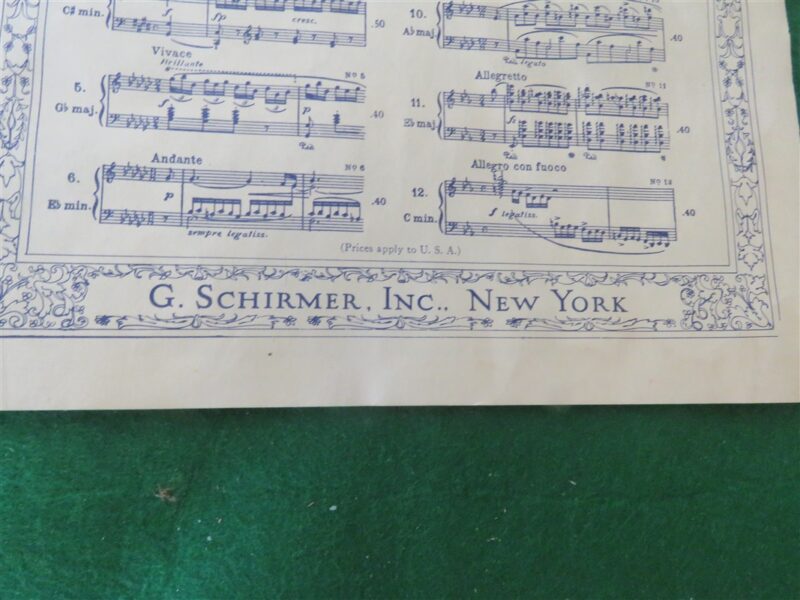 C♯ min.
fp
cresc.
.50
Vivace
Brillante
Nº 5
5.
G♭ maj.
f
p
.40
Andante
Nº 6
6.
E♭ min.
p
.40
sempre legatiss.
10.
A♭ maj
legato
.40
Allegretto
Nº 11
11.
E♭ maj
.40
Allegro con fuoco
Nº 12
12.
C min.
f legatiss.
.40
(Prices apply to U. S. A.)
G. SCHIRMER, INC., NEW YORK